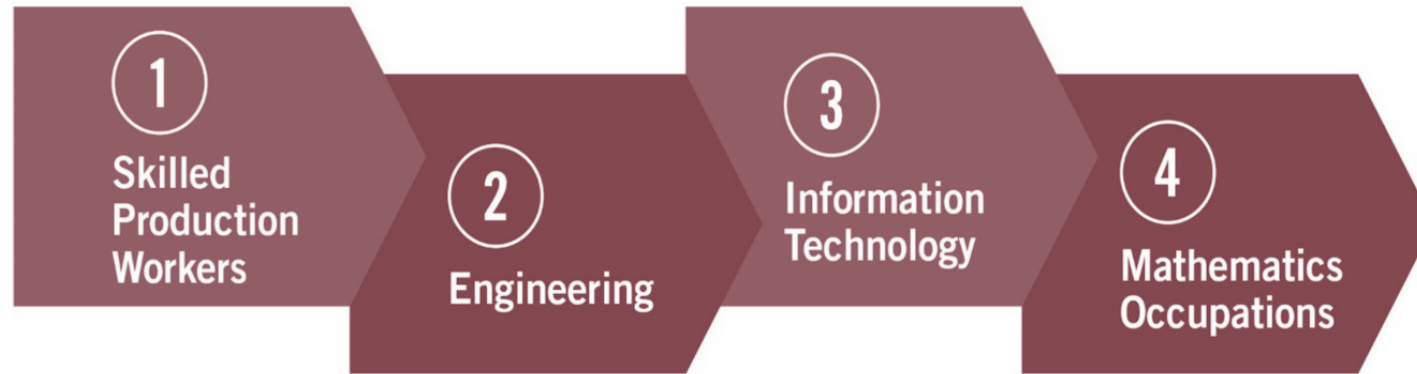 1
Skilled
Production
Workers
2
Engineering
3
Information
Technology
4
Mathematics
Occupations